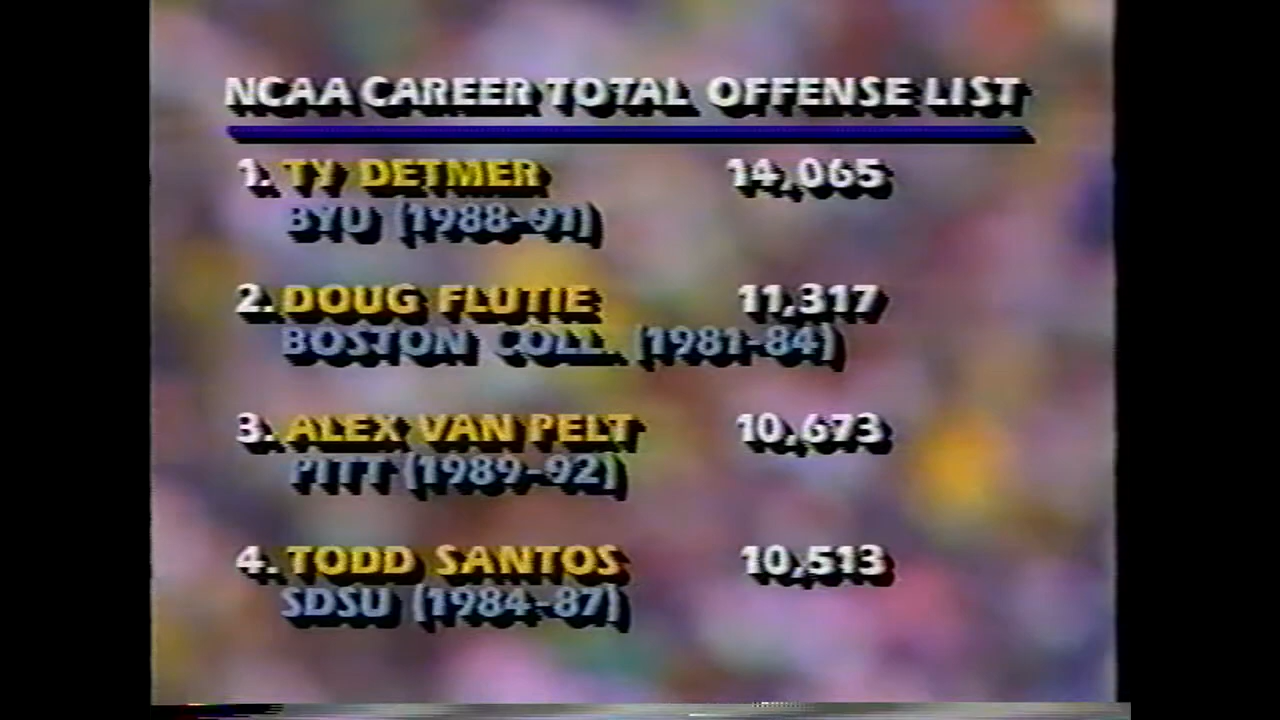 NCAA CAREER TOTAL OFFENSE LIST
1. TY DETMER 14,065
BYU (1988-91)
2. DOUG FLUTIE 11,317
BOSTON COLL. (1981-84)
3. ALEX VAN PELT 10,673
PITT (1989-92)
4. TODD SANTOS 10,513
SDSU (1984-87)